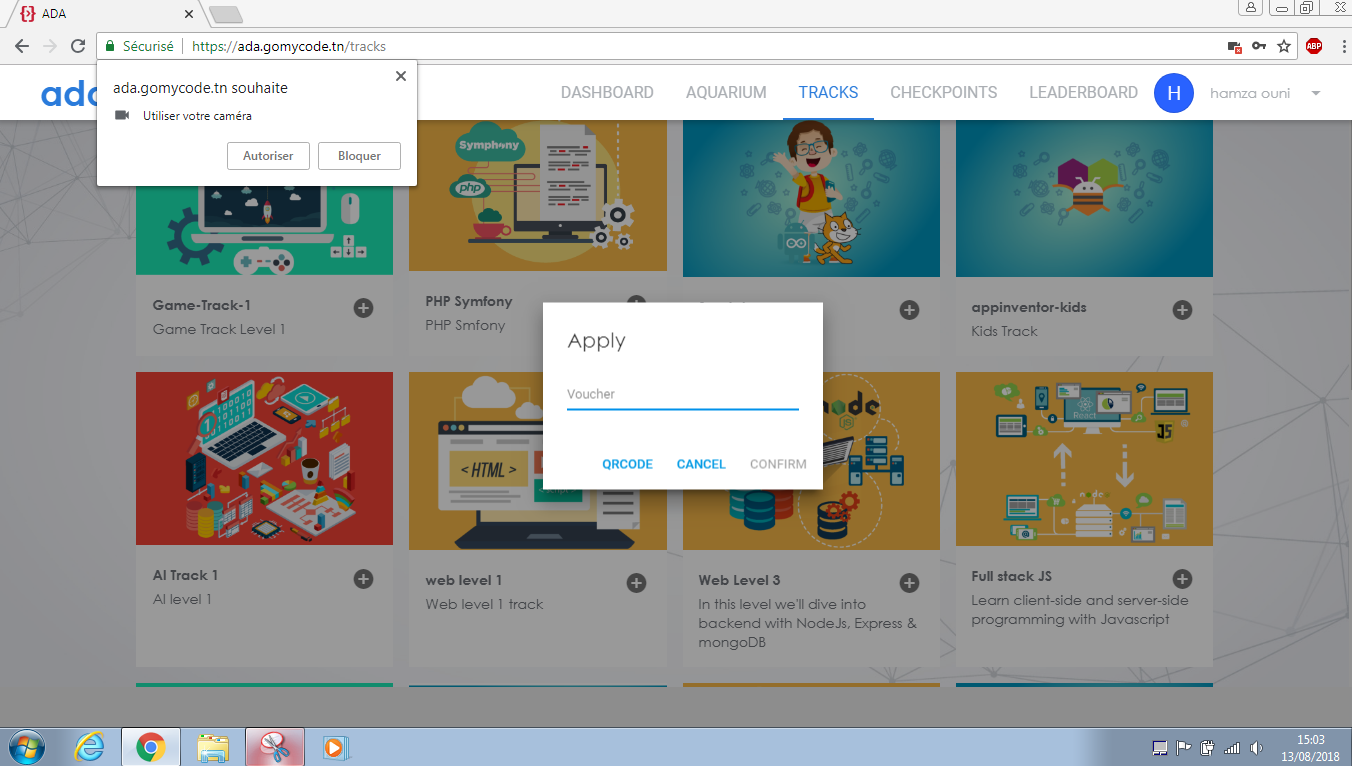 ADA
Sécurisé
https://ada.gomycode.tn/tracks
ABP
ada.gomycode.tn souhaite
Utiliser votre caméra
Autoriser
Bloquer
DASHBOARD
AQUARIUM
TRACKS
CHECKPOINTS
LEADERBOARD
H
hamza ouni
Symphony
php
Game-Track-1
Game Track Level 1
PHP Symfony
PHP Smfony
appinventor-kids
Kids Track
Apply
Voucher
QRCODE
CANCEL
CONFIRM
< HTML >
node
JS
React
JS
node
AI Track 1
AI level 1
web level 1
Web level 1 track
Web Level 3
In this level we'll dive into
backend with NodeJs, Express &
mongoDB
Full stack JS
Learn client-side and server-side
programming with Javascript
15:03
13/08/2018